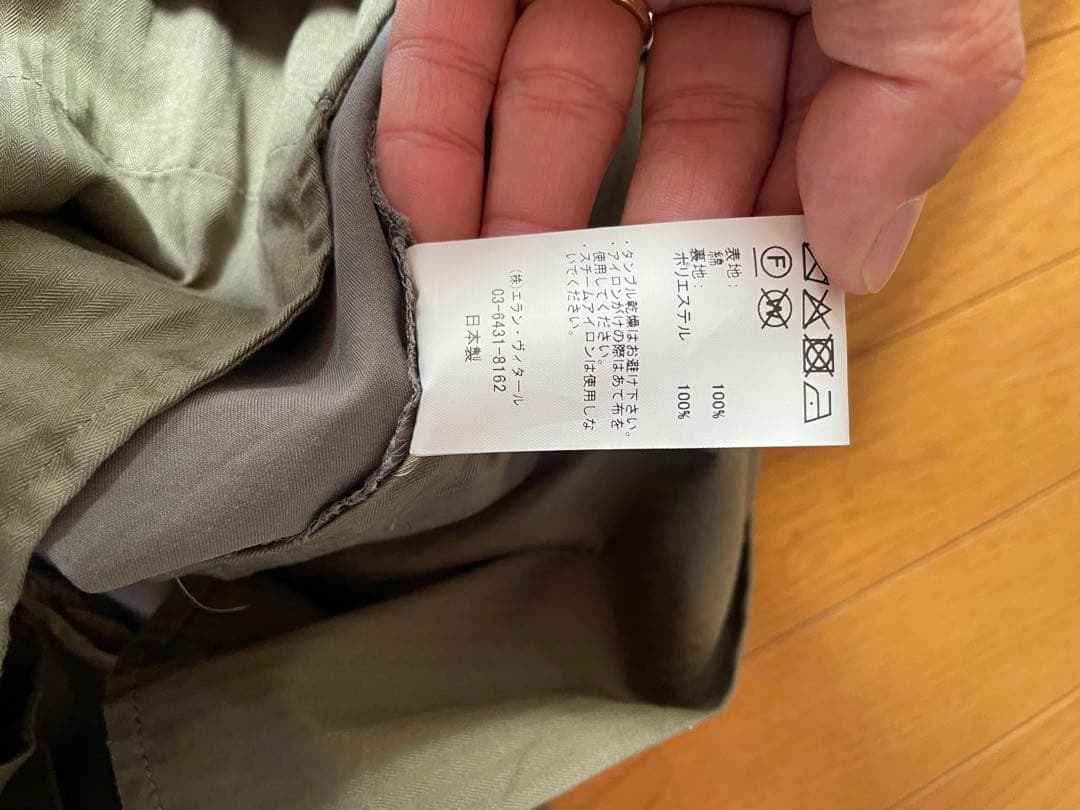 F W
表地:
綿 100%
裏地:
ポリエステル 100%
・タンブル乾燥はお避け下さい。
・アイロンがけの際はあて布を
使用してください。
・スチームアイロンは使用しな
いでください。
(株)エラン・ヴィタール
03-6431-8162
日本製